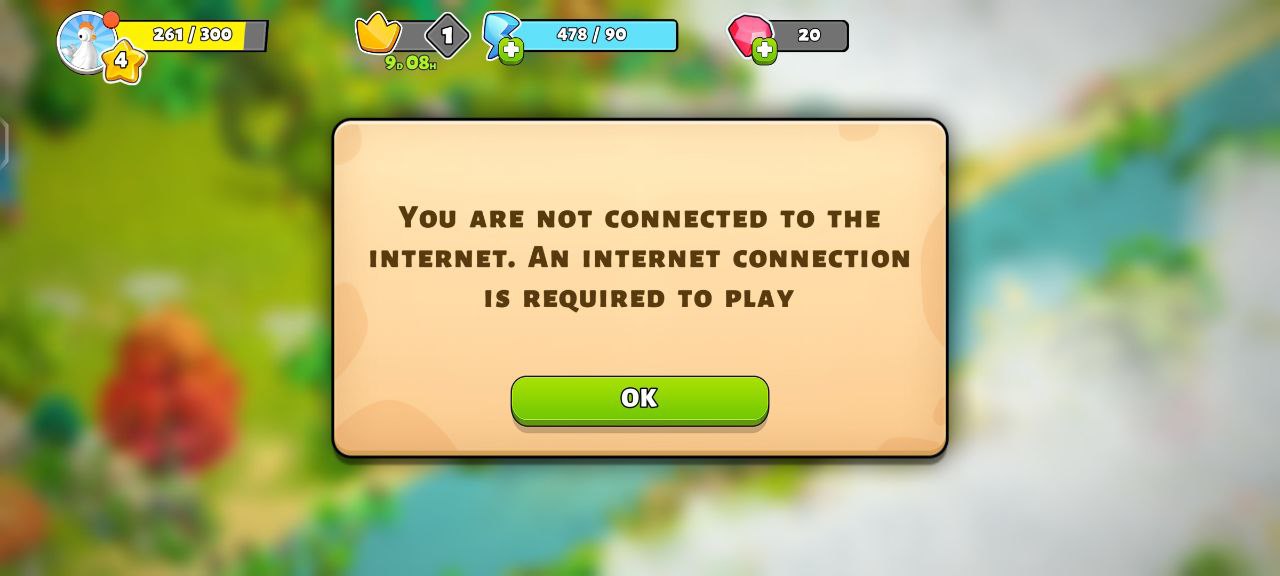 261 / 300
1
478 / 90
20
4
9D 08H
You are not connected to the
internet. An internet connection
is required to play
OK